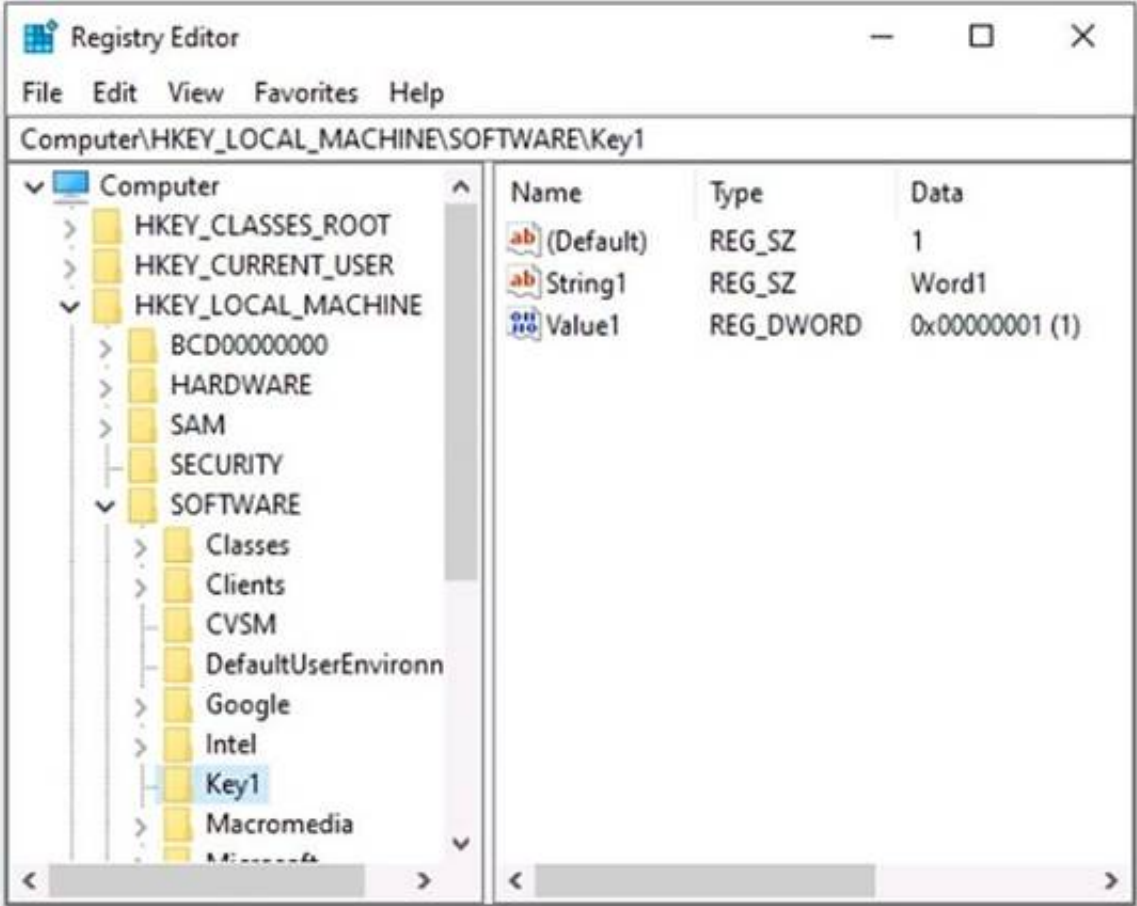 Registry Editor
File Edit View Favorites Help
Computer\HKEY_LOCAL_MACHINE\SOFTWARE\Key1
Computer
HKEY_CLASSES_ROOT
HKEY_CURRENT_USER
HKEY_LOCAL_MACHINE
BCD00000000
HARDWARE
SAM
SECURITY
SOFTWARE
Classes
Clients
CVSM
DefaultUserEnvironn
Google
Intel
Key1
Macromedia
Microsoft
Name Type Data
(Default) REG_SZ 1
String1 REG_SZ Word1
Value1 REG_DWORD 0x00000001 (1)